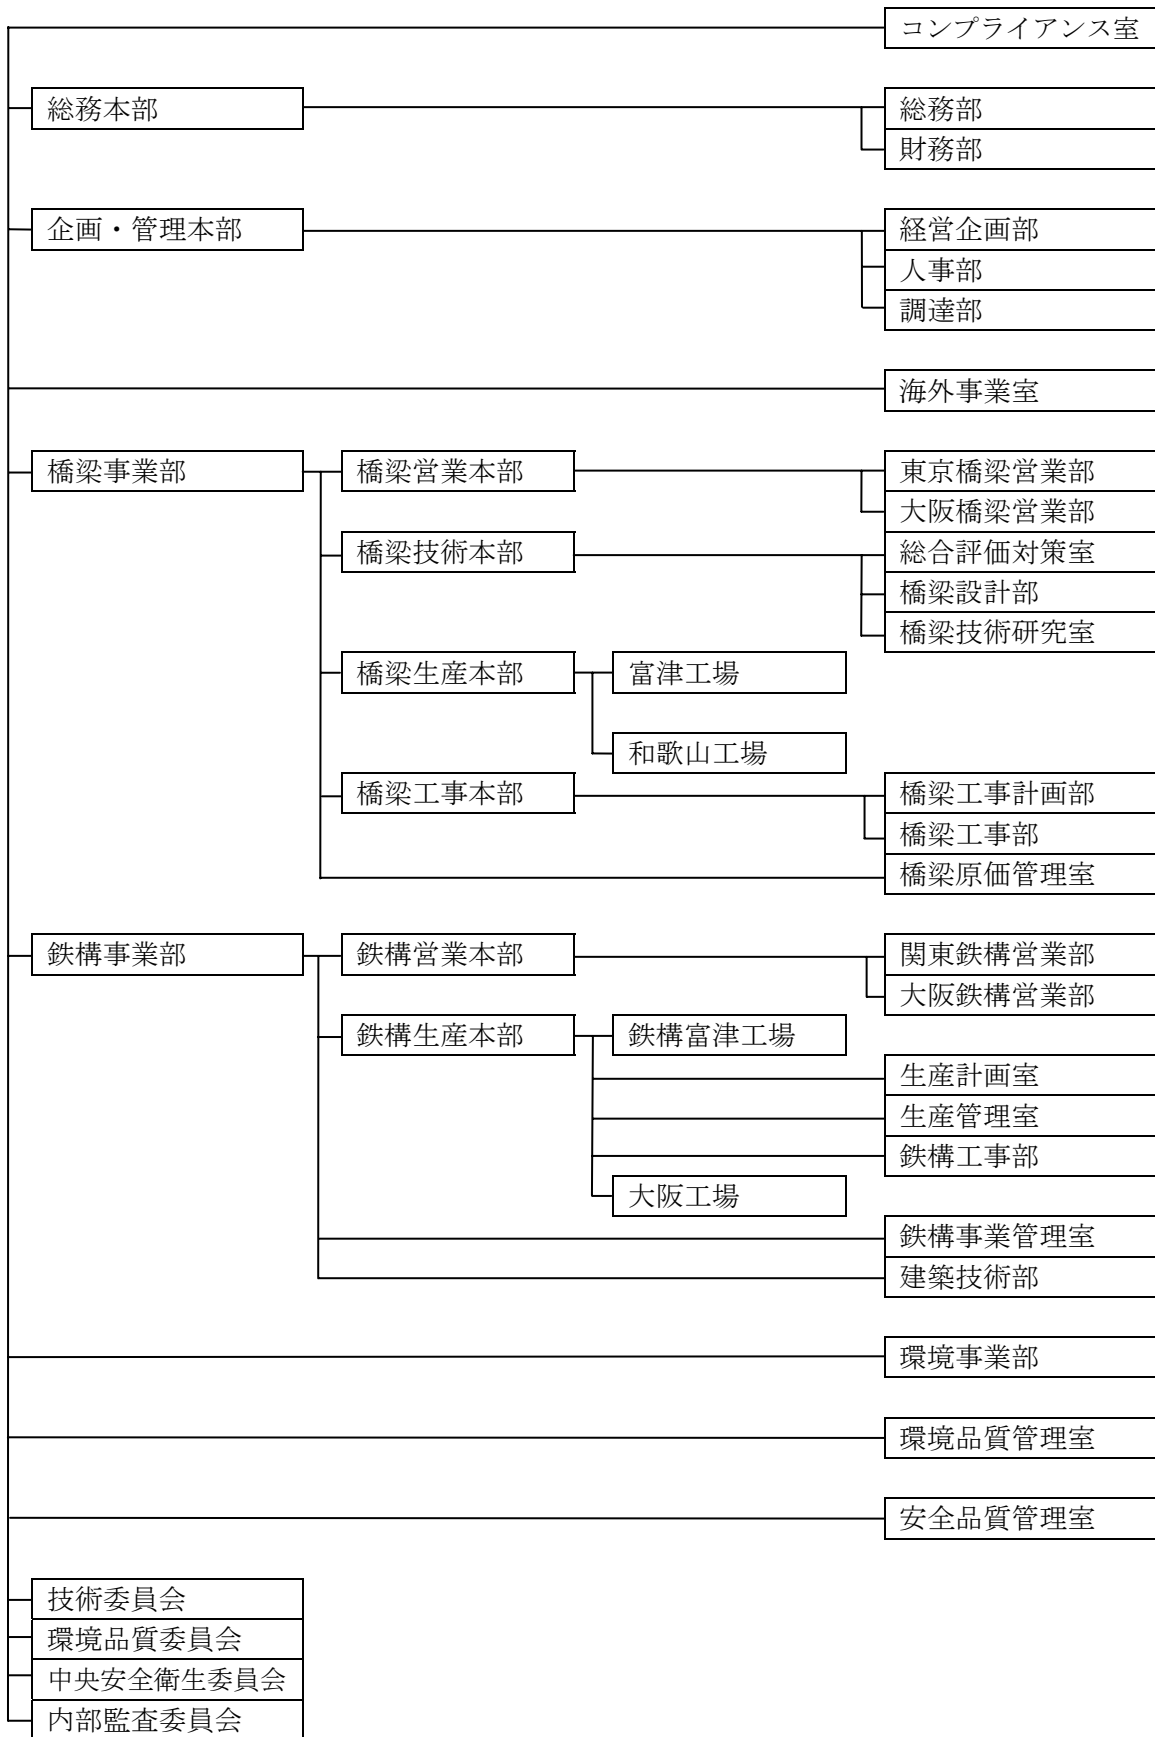 コンプライアンス室
総務本部
総務部
財務部
企画・管理本部
経営企画部
人事部
調達部
海外事業室
橋梁事業部
橋梁営業本部
東京橋梁営業部
大阪橋梁営業部
橋梁技術本部
総合評価対策室
橋梁設計部
橋梁技術研究室
橋梁生産本部
富津工場
和歌山工場
橋梁工事本部
橋梁工事計画部
橋梁工事部
橋梁原価管理室
鉄構事業部
鉄構営業本部
関東鉄構営業部
大阪鉄構営業部
鉄構生産本部
鉄構富津工場
生産計画室
生産管理室
鉄構工事部
大阪工場
鉄構事業管理室
建築技術部
環境事業部
環境品質管理室
安全品質管理室
技術委員会
環境品質委員会
中央安全衛生委員会
内部監査委員会